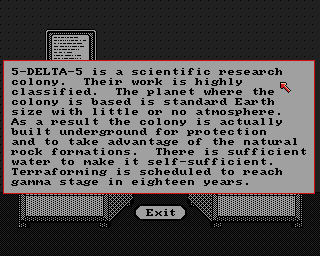 5-DELTA-5 is a scientific research
colony.  Their work is highly
classified.  The planet where the
colony is based is standard Earth
size with little or no atmosphere.
As a result the colony is actually
built underground for protection
and to take advantage of the natural
rock formations.  There is sufficient
water to make it self-sufficient.
Terraforming is scheduled to reach
gamma stage in eighteen years.
Exit